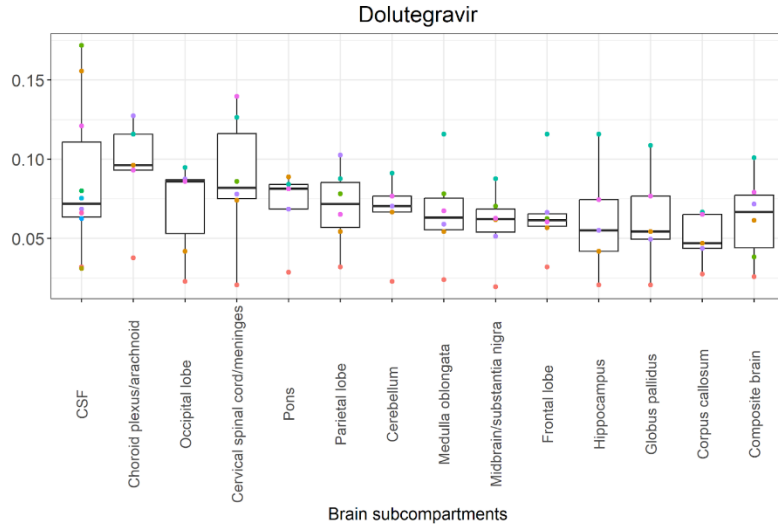 Dolutegravir
0.15
0.10
0.05
CSF
Choroid plexus/arachnoid
Occipital lobe
Cervical spinal cord/meninges
Pons
Parietal lobe
Cerebellum
Medulla oblongata
Midbrain/substantia nigra
Frontal lobe
Hippocampus
Globus pallidus
Corpus callosum
Composite brain
Brain subcompartments